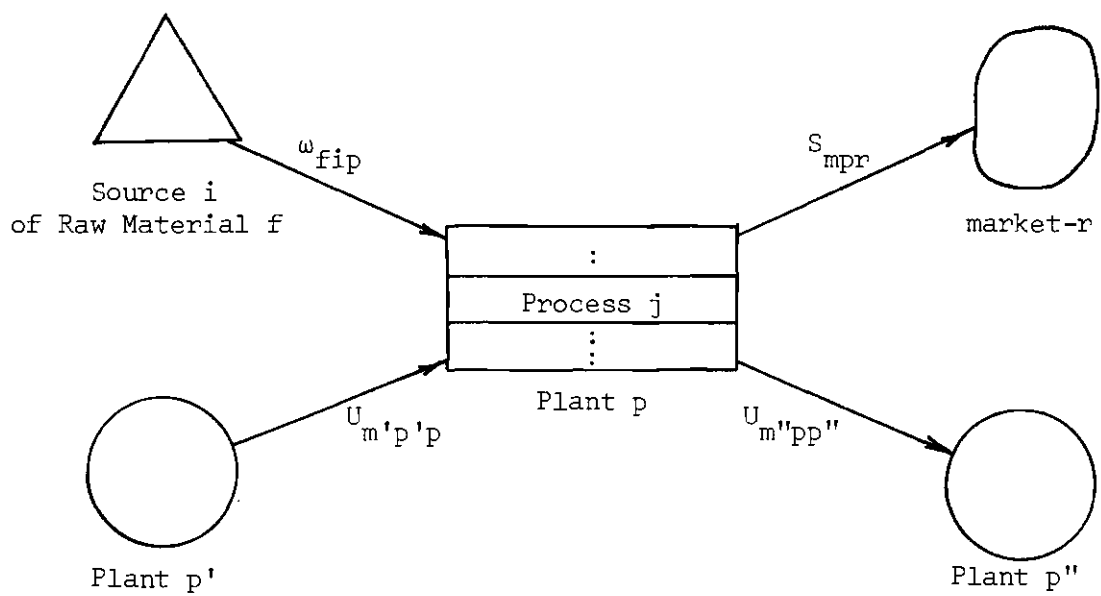 ω_fip
S_mpr
Source i
of Raw Material f
market-r
:
Process j
⋮
Plant p
U_m'p'p
U_m"pp"
Plant p'
Plant p"